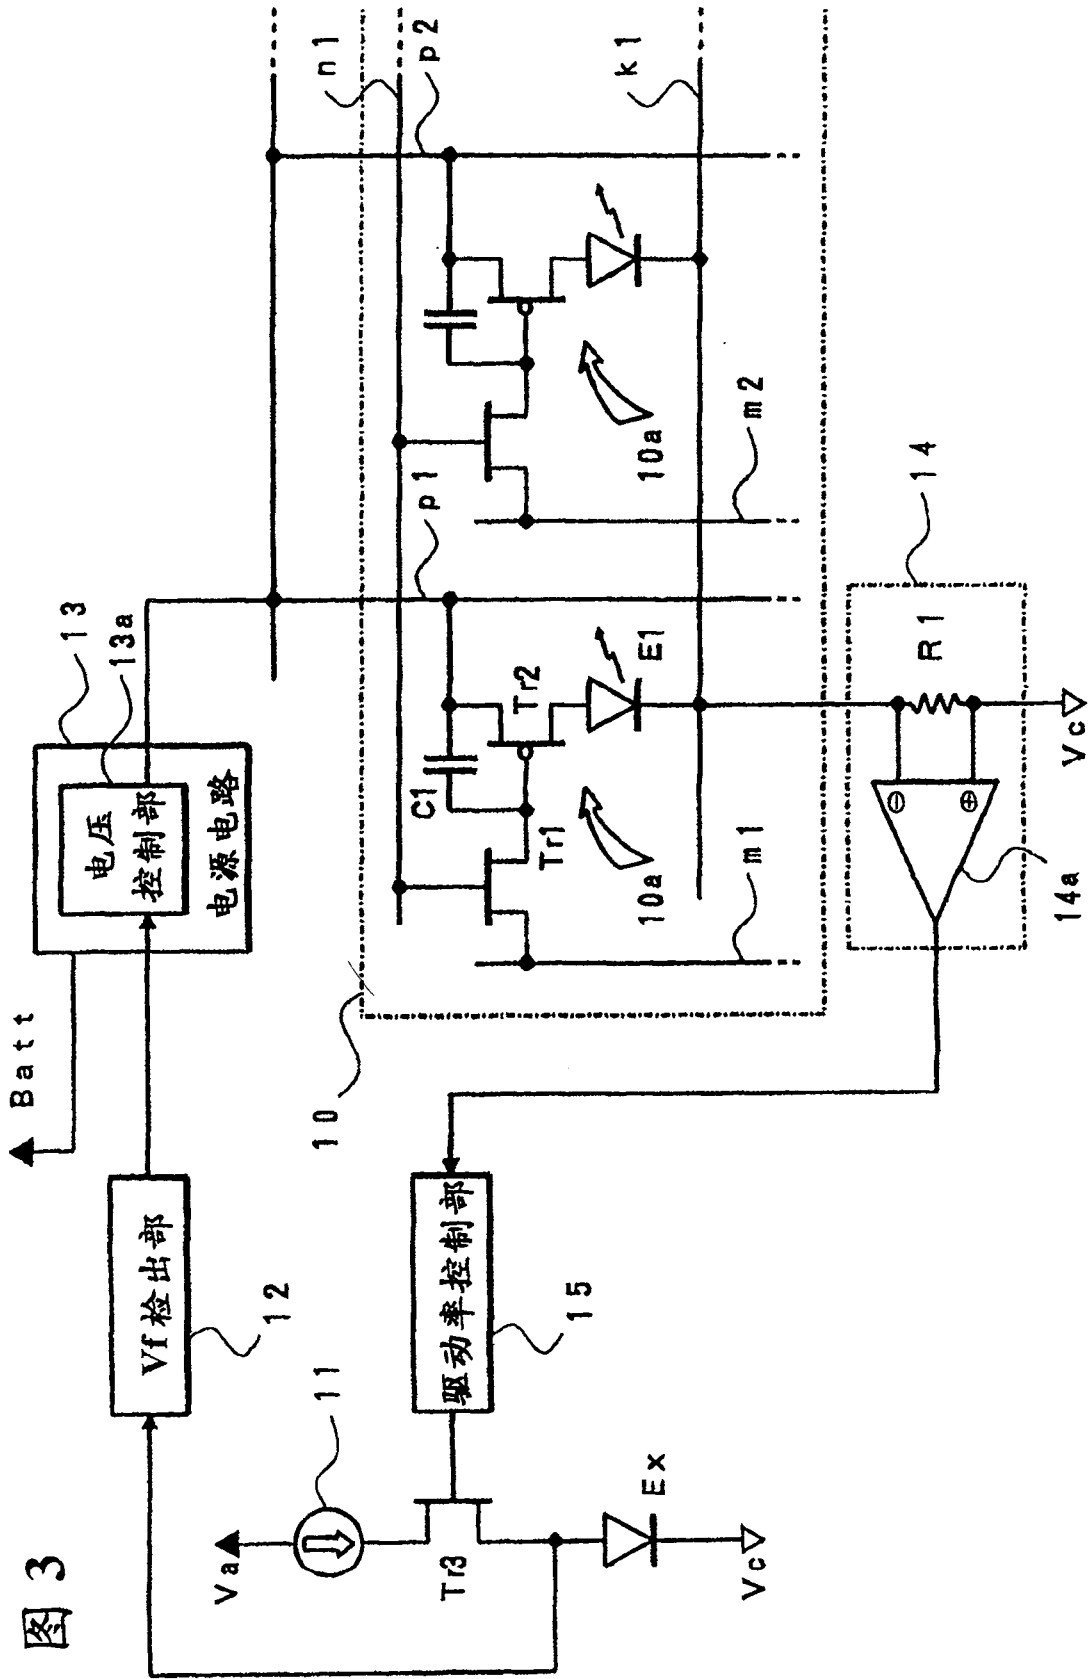 图 3
Batt
13
13a
电压
控制部
电源电路
Vf检出部
12
Va
11
Tr3
Ex
Vc
驱动率控制部
15
10
n1
p2
p1
k1
C1
Tr1
Tr2
E1
10a
10a
m1
m2
14
R1
⊖
⊕
14a
Vc